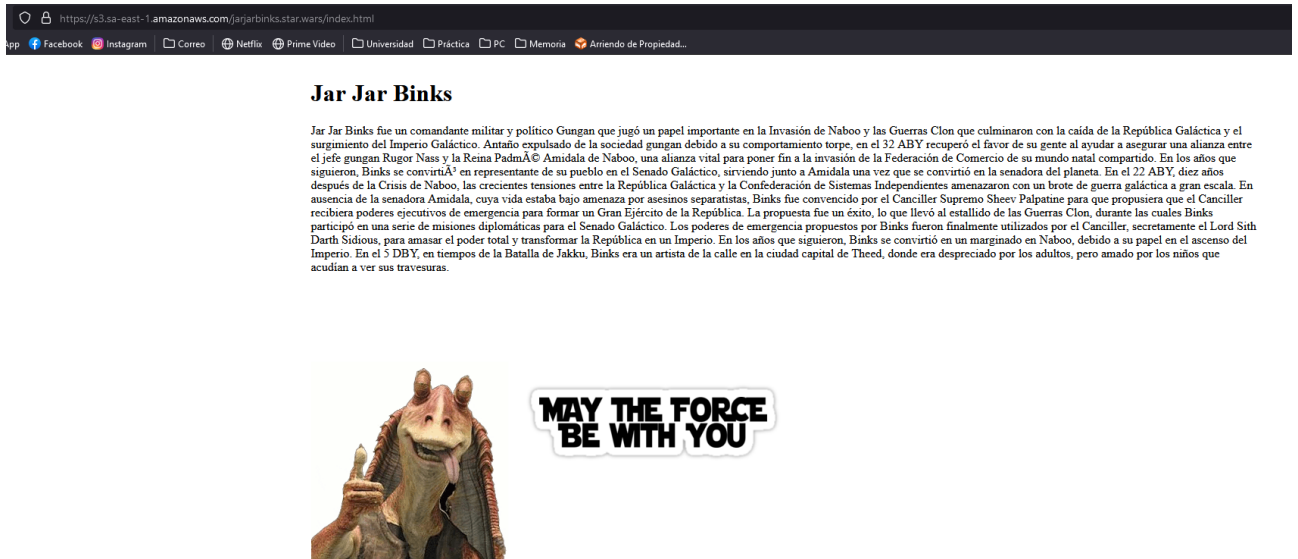 https://s3.sa-east-1.amazonaws.com/jarjarbinks.star.wars/index.html
App Facebook Instagram Correo Netflix Prime Video Universidad Práctica PC Memoria Arriendo de Propiedad...
Jar Jar Binks
Jar Jar Binks fue un comandante militar y político Gungan que jugó un papel importante en la Invasión de Naboo y las Guerras Clon que culminaron con la caída de la República Galáctica y el
surgimiento del Imperio Galáctico. Antaño expulsado de la sociedad gungan debido a su comportamiento torpe, en el 32 ABY recuperó el favor de su gente al ayudar a asegurar una alianza entre
el jefe gungan Rugor Nass y la Reina PadmÃ© Amidala de Naboo, una alianza vital para poner fin a la invasión de la Federación de Comercio de su mundo natal compartido. En los años que
siguieron, Binks se convirtiÃ³ en representante de su pueblo en el Senado Galáctico, sirviendo junto a Amidala una vez que se convirtió en la senadora del planeta. En el 22 ABY, diez años
después de la Crisis de Naboo, las crecientes tensiones entre la República Galáctica y la Confederación de Sistemas Independientes amenazaron con un brote de guerra galáctica a gran escala. En
ausencia de la senadora Amidala, cuya vida estaba bajo amenaza por asesinos separatistas, Binks fue convencido por el Canciller Supremo Sheev Palpatine para que propusiera que el Canciller
recibiera poderes ejecutivos de emergencia para formar un Gran Ejército de la República. La propuesta fue un éxito, lo que llevó al estallido de las Guerras Clon, durante las cuales Binks
participó en una serie de misiones diplomáticas para el Senado Galáctico. Los poderes de emergencia propuestos por Binks fueron finalmente utilizados por el Canciller, secretamente el Lord Sith
Darth Sidious, para amasar el poder total y transformar la República en un Imperio. En los años que siguieron, Binks se convirtió en un marginado en Naboo, debido a su papel en el ascenso del
Imperio. En el 5 DBY, en tiempos de la Batalla de Jakku, Binks era un artista de la calle en la ciudad capital de Theed, donde era despreciado por los adultos, pero amado por los niños que
acudían a ver sus travesuras.
MAY THE FORCE
BE WITH YOU